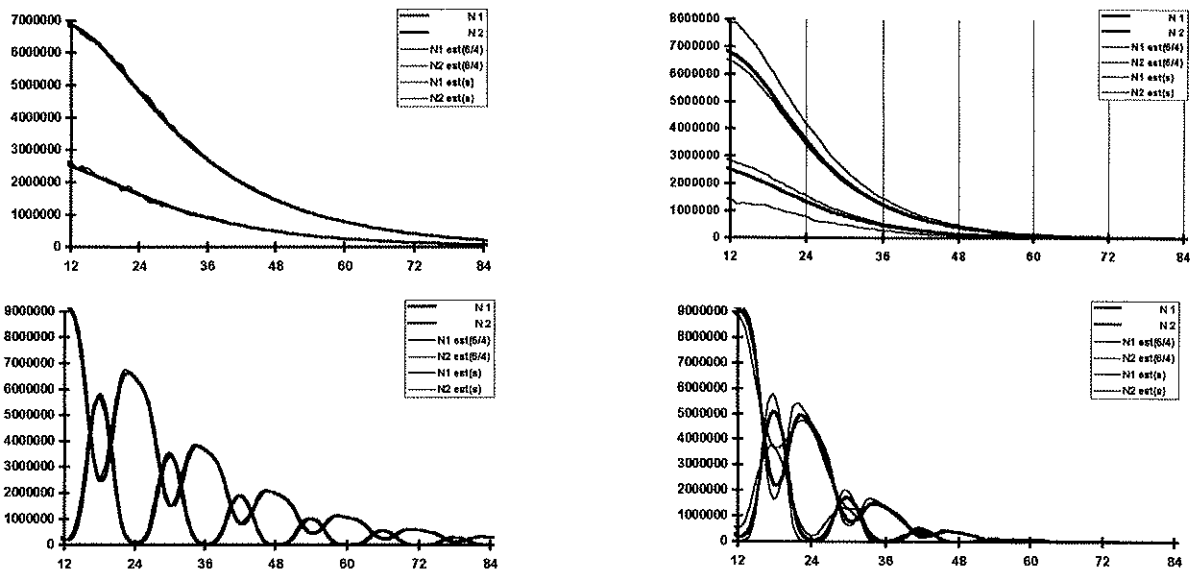 7000000
6000000
5000000
4000000
3000000
2000000
1000000
0
12 24 36 48 60 72 84
N 1
N 2
N1 est(6/4)
N2 est(6/4)
N1 est(s)
N2 est(s)
8000000
7000000
6000000
5000000
4000000
3000000
2000000
1000000
0
12 24 36 48 60 72 84
N 1
N 2
N1 est(6/4)
N2 est(6/4)
N1 est(s)
N2 est(s)
9000000
8000000
7000000
6000000
5000000
4000000
3000000
2000000
1000000
0
12 24 36 48 60 72 84
N 1
N 2
N1 est(6/4)
N2 est(6/4)
N1 est(s)
N2 est(s)
9000000
8000000
7000000
6000000
5000000
4000000
3000000
2000000
1000000
0
12 24 36 48 60 72 84
N 1
N 2
N1 est(6/4)
N2 est(6/4)
N1 est(s)
N2 est(s)